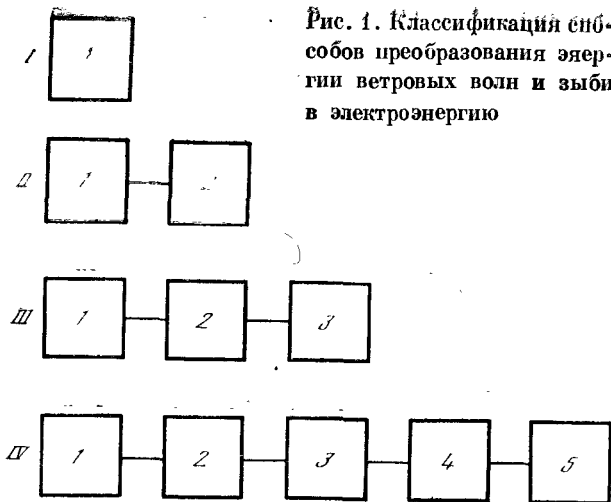 Рис. 1. Классификация спо-
собов преобразования энер-
гии ветровых волн и зыби
в электроэнергию
I 1
II 1
III 1 2 3
IV 1 2 3 4 5